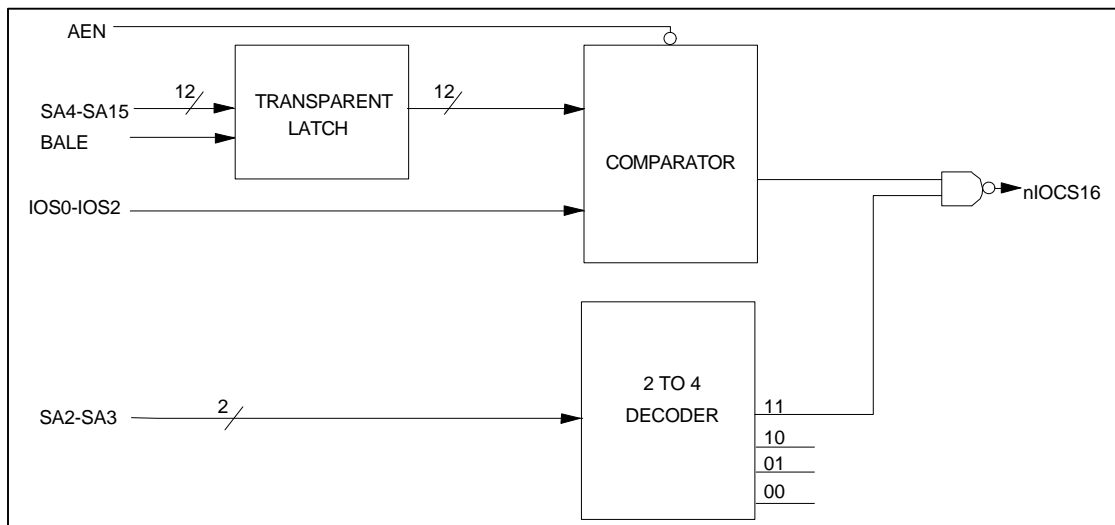 AEN
12
SA4-SA15
BALE
TRANSPARENT
LATCH
12
COMPARATOR
IOS0-IOS2
nIOCS16
2 TO 4
DECODER
SA2-SA3
2
11
10
01
00